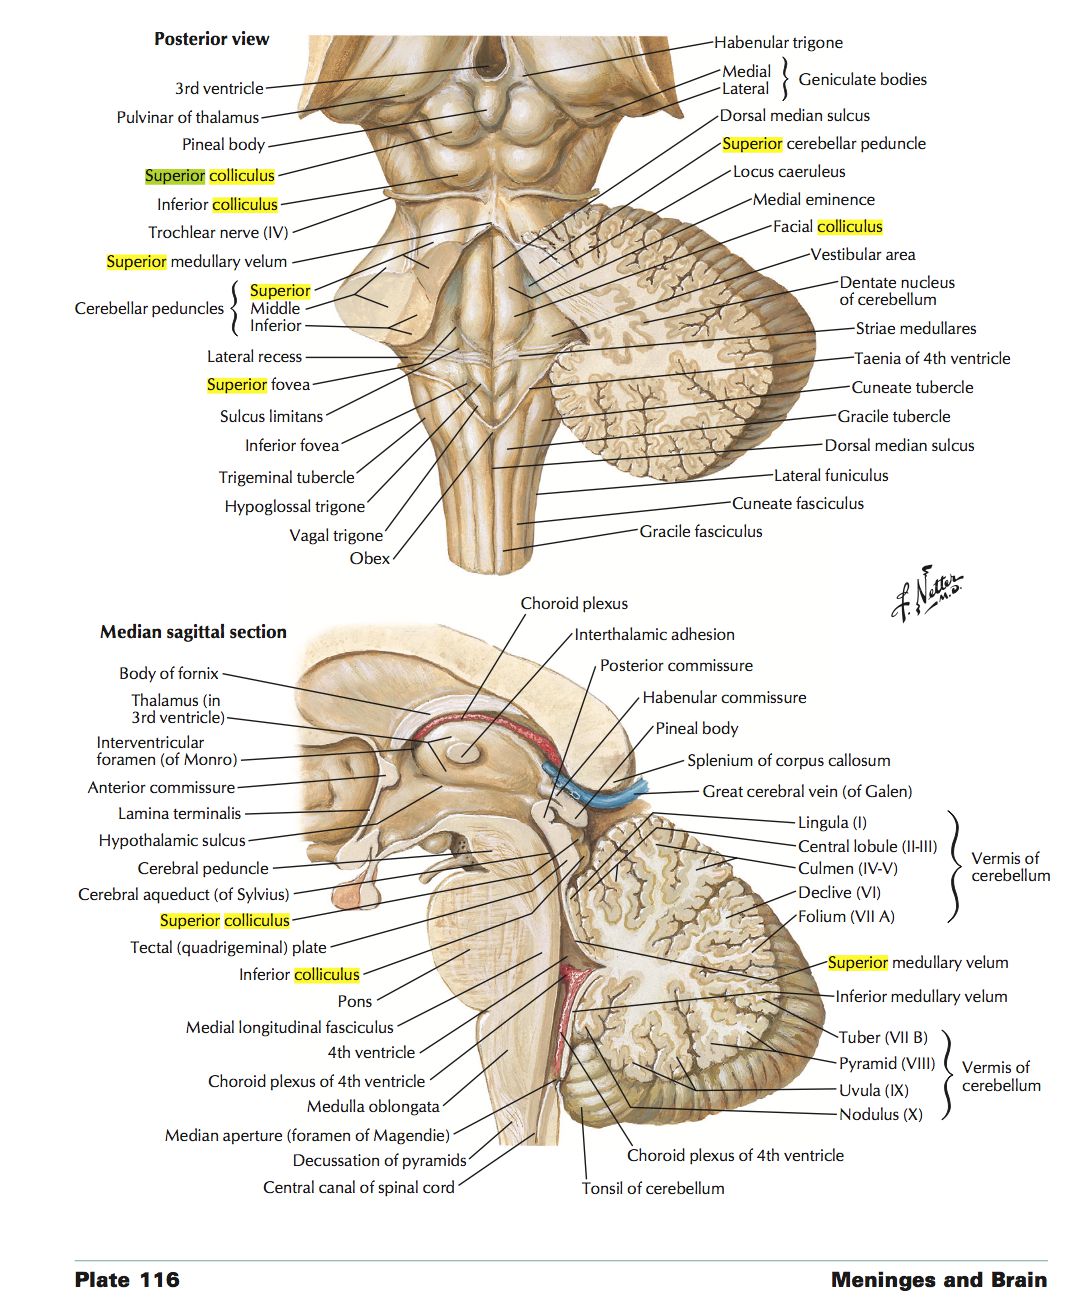 Posterior view
3rd ventricle
Pulvinar of thalamus
Pineal body
Superior colliculus
Inferior colliculus
Trochlear nerve (IV)
Superior medullary velum
Cerebellar peduncles
Superior
Middle
Inferior
Lateral recess
Superior fovea
Sulcus limitans
Inferior fovea
Trigeminal tubercle
Hypoglossal trigone
Vagal trigone
Obex
Habenular trigone
Medial
Lateral
Geniculate bodies
Dorsal median sulcus
Superior cerebellar peduncle
Locus caeruleus
Medial eminence
Facial colliculus
Vestibular area
Dentate nucleus
of cerebellum
Striae medullares
Taenia of 4th ventricle
Cuneate tubercle
Gracile tubercle
Dorsal median sulcus
Lateral funiculus
Cuneate fasciculus
Gracile fasciculus
F. Netter
M.D.
Median sagittal section
Body of fornix
Thalamus (in
3rd ventricle)
Interventricular
foramen (of Monro)
Anterior commissure
Lamina terminalis
Hypothalamic sulcus
Cerebral peduncle
Cerebral aqueduct (of Sylvius)
Superior colliculus
Tectal (quadrigeminal) plate
Inferior colliculus
Pons
Medial longitudinal fasciculus
4th ventricle
Choroid plexus of 4th ventricle
Medulla oblongata
Median aperture (foramen of Magendie)
Decussation of pyramids
Central canal of spinal cord
Choroid plexus
Interthalamic adhesion
Posterior commissure
Habenular commissure
Pineal body
Splenium of corpus callosum
Great cerebral vein (of Galen)
Lingula (I)
Central lobule (II-III)
Culmen (IV-V)
Declive (VI)
Folium (VII A)
Vermis of
cerebellum
Superior medullary velum
Inferior medullary velum
Tuber (VII B)
Pyramid (VIII)
Uvula (IX)
Nodulus (X)
Vermis of
cerebellum
Choroid plexus of 4th ventricle
Tonsil of cerebellum
Plate 116
Meninges and Brain